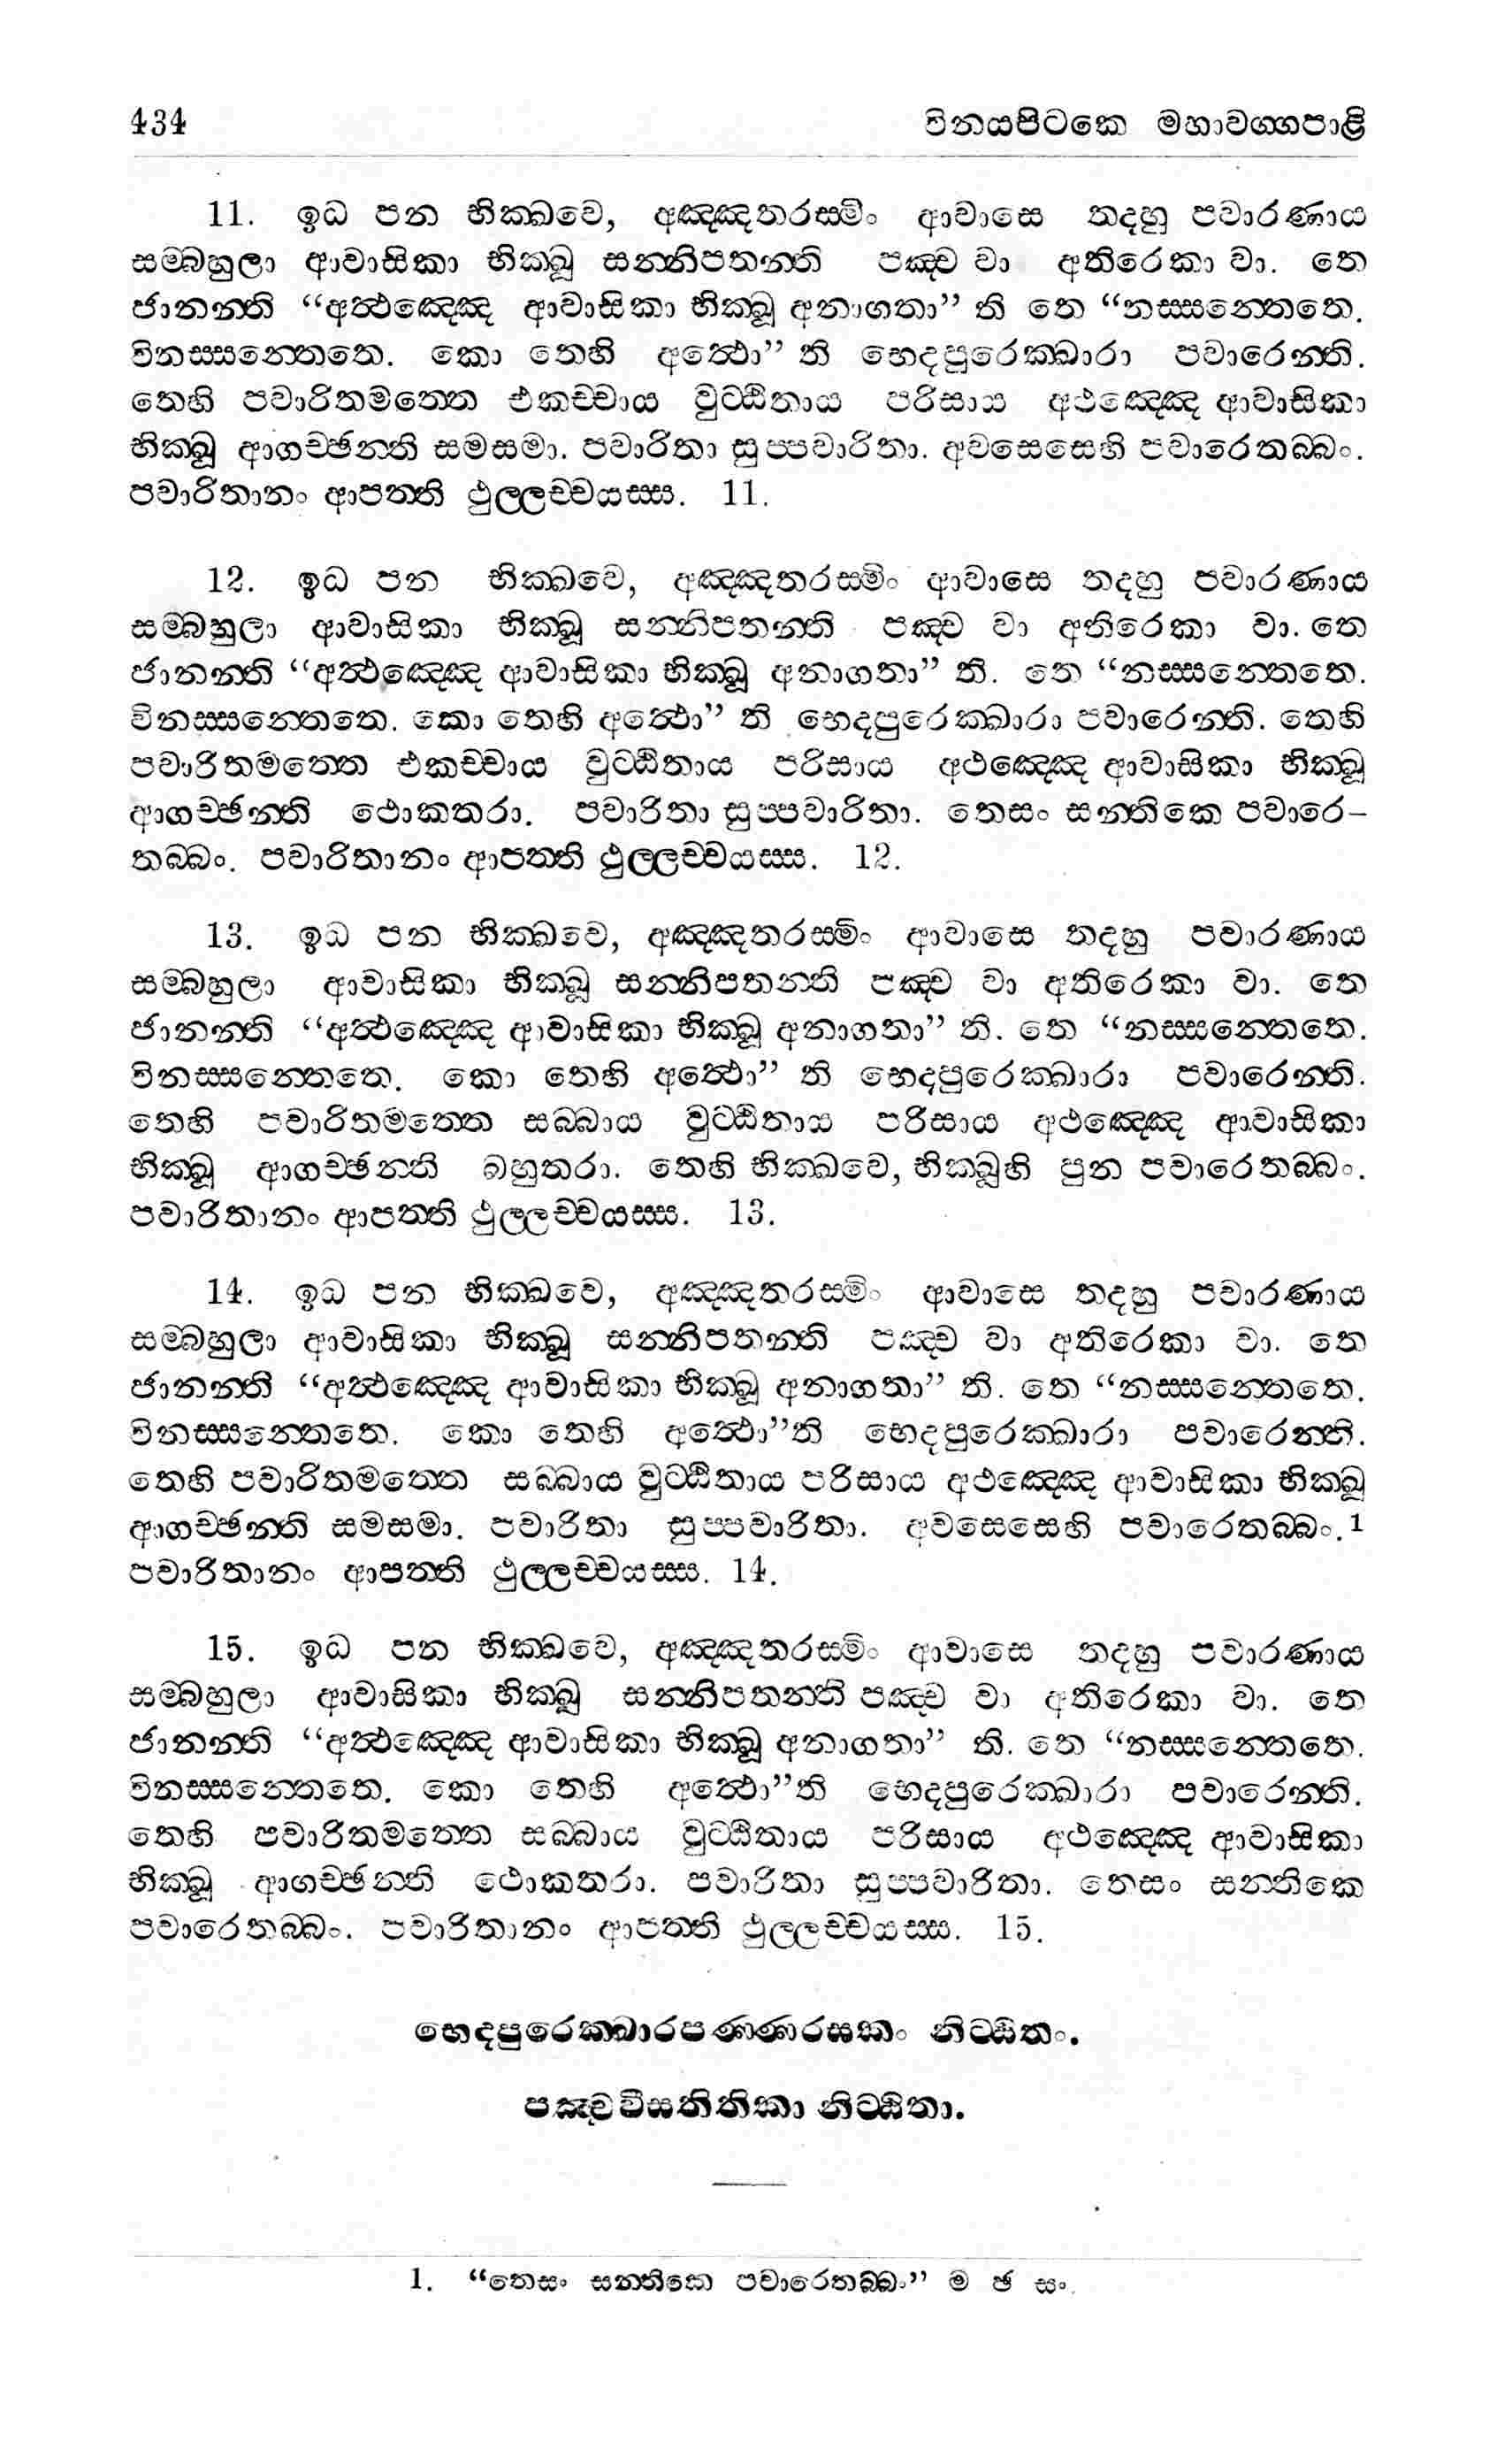 434 විනයපිටකෙ මහාවග්ගපාළි
11. ඉධ පන භික්ඛවෙ, අඤ්ඤතරස්මිං ආවාසෙ තදහු පවාරණාය
සම්බහුලා ආවාසිකා භික්ඛූ සන්නිපතන්ති පඤ්ච වා අතිරෙකා වා. තෙ
ජානන්ති “අත්ථඤ්ඤෙ ආවාසිකා භික්ඛූ අනාගතා” ති තෙ “නස්සන්තෙතෙ.
විනස්සන්තෙතෙ. කො තෙහි අත්ථො” ති භෙදපුරෙක්ඛාරා පවාරෙන්ති.
තෙහි පවාරිතමත්තෙ එකච්චාය වුට්ඨිතාය පරිසාය අථඤ්ඤෙ ආවාසිකා
භික්ඛූ ආගච්ඡන්ති සමසමා. පවාරිතා සුප්පවාරිතා. අවසෙසෙහි පවාරෙතබ්බං.
පවාරිතානං ආපත්ති ථුල්ලච්චයස්ස. 11.
12. ඉධ පන භික්ඛවෙ, අඤ්ඤතරස්මිං ආවාසෙ තදහු පවාරණාය
සම්බහුලා ආවාසිකා භික්ඛූ සන්නිපතන්ති පඤ්ච වා අතිරෙකා වා. තෙ
ජානන්ති “අත්ථඤ්ඤෙ ආවාසිකා භික්ඛූ අනාගතා” ති. තෙ “නස්සන්තෙතෙ.
විනස්සන්තෙතෙ. කො තෙහි අත්ථො” ති භෙදපුරෙක්ඛාරා පවාරෙන්ති. තෙහි
පවාරිතමත්තෙ එකච්චාය වුට්ඨිතාය පරිසාය අථඤ්ඤෙ ආවාසිකා භික්ඛූ
ආගච්ඡන්ති ථොකතරා. පවාරිතා සුප්පවාරිතා. තෙසං සන්තිකෙ පවාරෙ-
තබ්බං. පවාරිතානං ආපත්ති ථුල්ලච්චයස්ස. 12.
13. ඉධ පන භික්ඛවෙ, අඤ්ඤතරස්මිං ආවාසෙ තදහු පවාරණාය
සම්බහුලා ආවාසිකා භික්ඛූ සන්නිපතන්ති පඤ්ච වා අතිරෙකා වා. තෙ
ජානන්ති “අත්ථඤ්ඤෙ ආවාසිකා භික්ඛූ අනාගතා” ති. තෙ “නස්සන්තෙතෙ.
විනස්සන්තෙතෙ. කො තෙහි අත්ථො” ති භෙදපුරෙක්ඛාරා පවාරෙන්ති.
තෙහි පවාරිතමත්තෙ සබ්බාය වුට්ඨිතාය පරිසාය අථඤ්ඤෙ ආවාසිකා
භික්ඛූ ආගච්ඡන්ති බහුතරා. තෙහි භික්ඛවෙ, භික්ඛූහි පුන පවාරෙතබ්බං.
පවාරිතානං ආපත්ති ථුල්ලච්චයස්ස. 13.
14. ඉධ පන භික්ඛවෙ, අඤ්ඤතරස්මිං ආවාසෙ තදහු පවාරණාය
සම්බහුලා ආවාසිකා භික්ඛූ සන්නිපතන්ති පඤ්ච වා අතිරෙකා වා. තෙ
ජානන්ති “අත්ථඤ්ඤෙ ආවාසිකා භික්ඛූ අනාගතා” ති. තෙ “නස්සන්තෙතෙ.
විනස්සන්තෙතෙ. කො තෙහි අත්ථො”ති භෙදපුරෙක්ඛාරා පවාරෙන්ති.
තෙහි පවාරිතමත්තෙ සබ්බාය වුට්ඨිතාය පරිසාය අථඤ්ඤෙ ආවාසිකා භික්ඛූ
ආගච්ඡන්ති සමසමා. පවාරිතා සුප්පවාරිතා. අවසෙසෙහි පවාරෙතබ්බං.1
පවාරිතානං ආපත්ති ථුල්ලච්චයස්ස. 14.
15. ඉධ පන භික්ඛවෙ, අඤ්ඤතරස්මිං ආවාසෙ තදහු පවාරණාය
සම්බහුලා ආවාසිකා භික්ඛූ සන්නිපතන්ති පඤ්ච වා අතිරෙකා වා. තෙ
ජානන්ති “අත්ථඤ්ඤෙ ආවාසිකා භික්ඛූ අනාගතා” ති. තෙ “නස්සන්තෙතෙ.
විනස්සන්තෙතෙ. කො තෙහි අත්ථො”ති භෙදපුරෙක්ඛාරා පවාරෙන්ති.
තෙහි පවාරිතමත්තෙ සබ්බාය වුට්ඨිතාය පරිසාය අථඤ්ඤෙ ආවාසිකා
භික්ඛූ ආගච්ඡන්ති ථොකතරා. පවාරිතා සුප්පවාරිතා. තෙසං සන්තිකෙ
පවාරෙතබ්බං. පවාරිතානං ආපත්ති ථුල්ලච්චයස්ස. 15.
භෙදපුරෙක්ඛාරපණ්ණරසකං නිට්ඨිතං.
පඤ්චවීසතිතිකා නිට්ඨිතා.
1. “තෙසං සන්තිකෙ පවාරෙතබ්බං” ම ඡ සං.